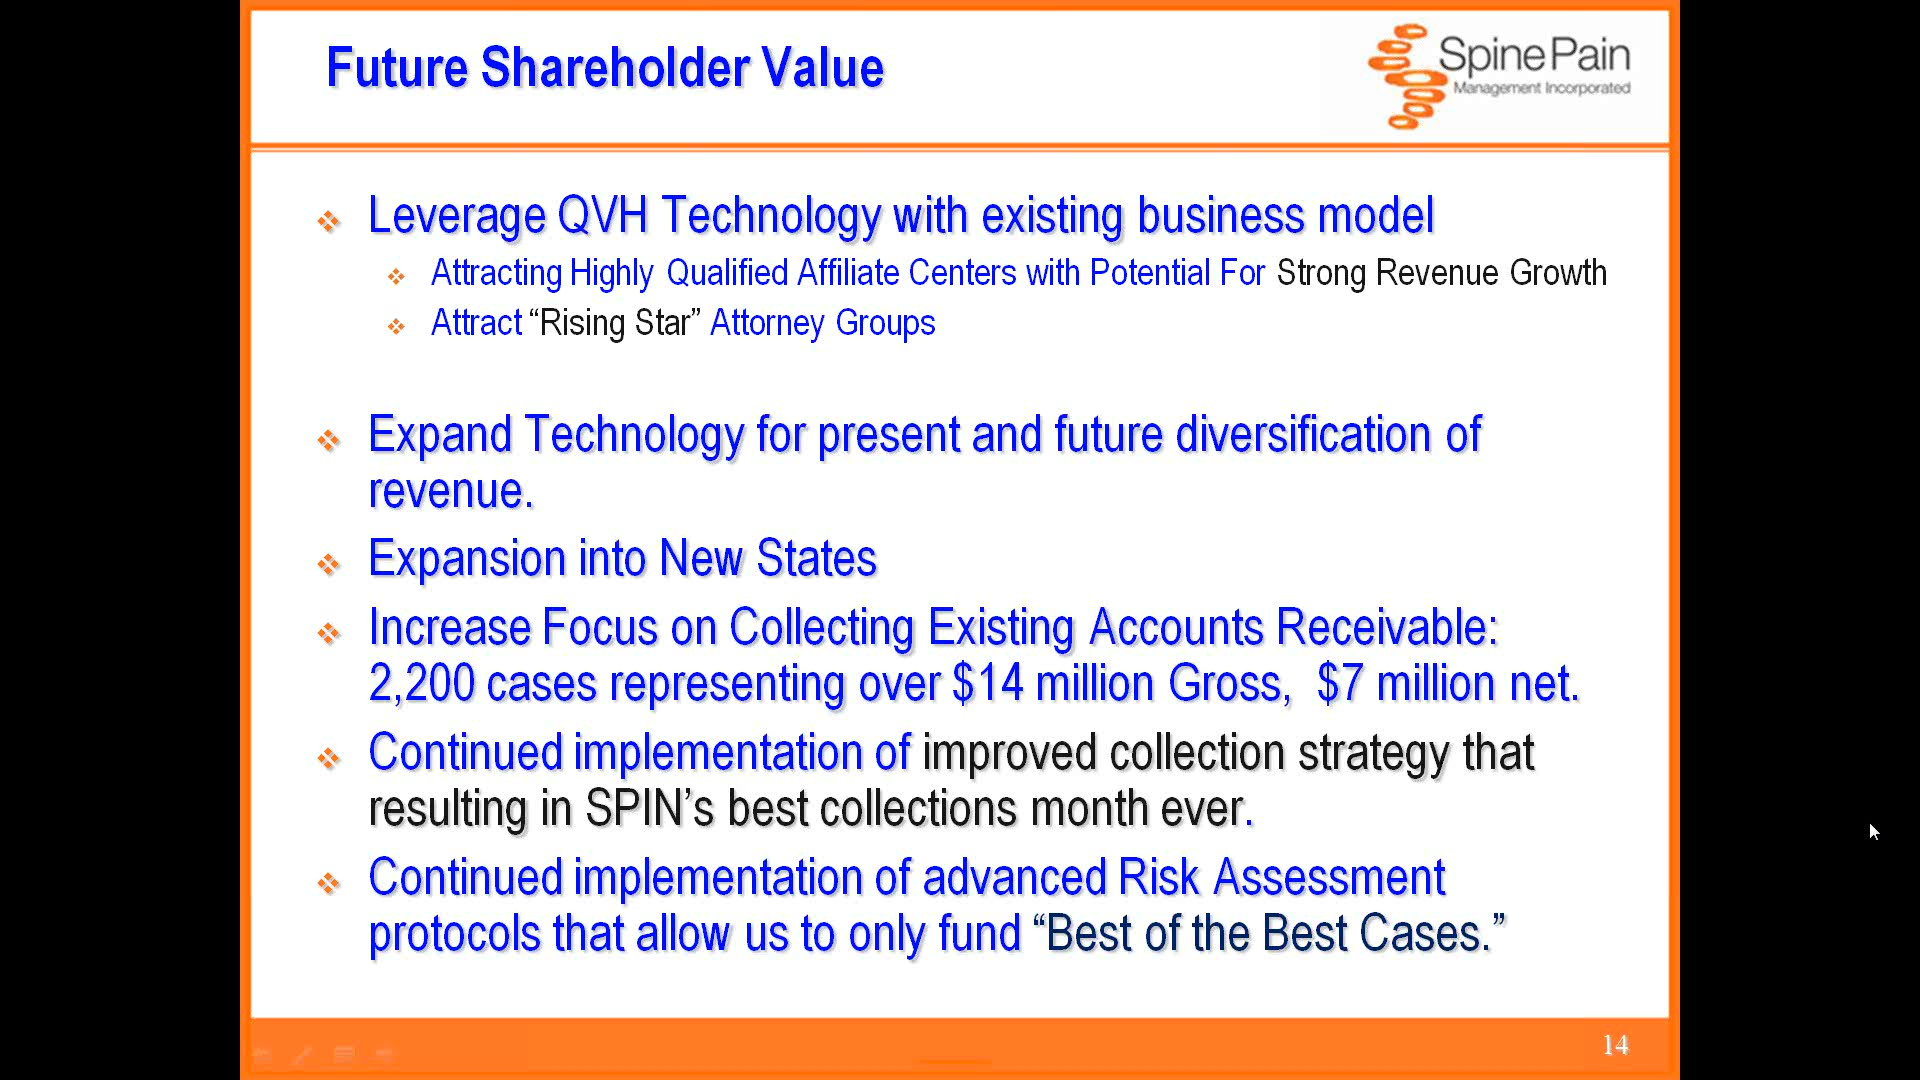 Future Shareholder Value
Spine Pain
Management Incorporated
Leverage QVH Technology with existing business model
Attracting Highly Qualified Affiliate Centers with Potential For Strong Revenue Growth
Attract “Rising Star” Attorney Groups
Expand Technology for present and future diversification of
revenue.
Expansion into New States
Increase Focus on Collecting Existing Accounts Receivable:
2,200 cases representing over $14 million Gross,  $7 million net.
Continued implementation of improved collection strategy that
resulting in SPIN’s best collections month ever.
Continued implementation of advanced Risk Assessment
protocols that allow us to only fund “Best of the Best Cases.”
14